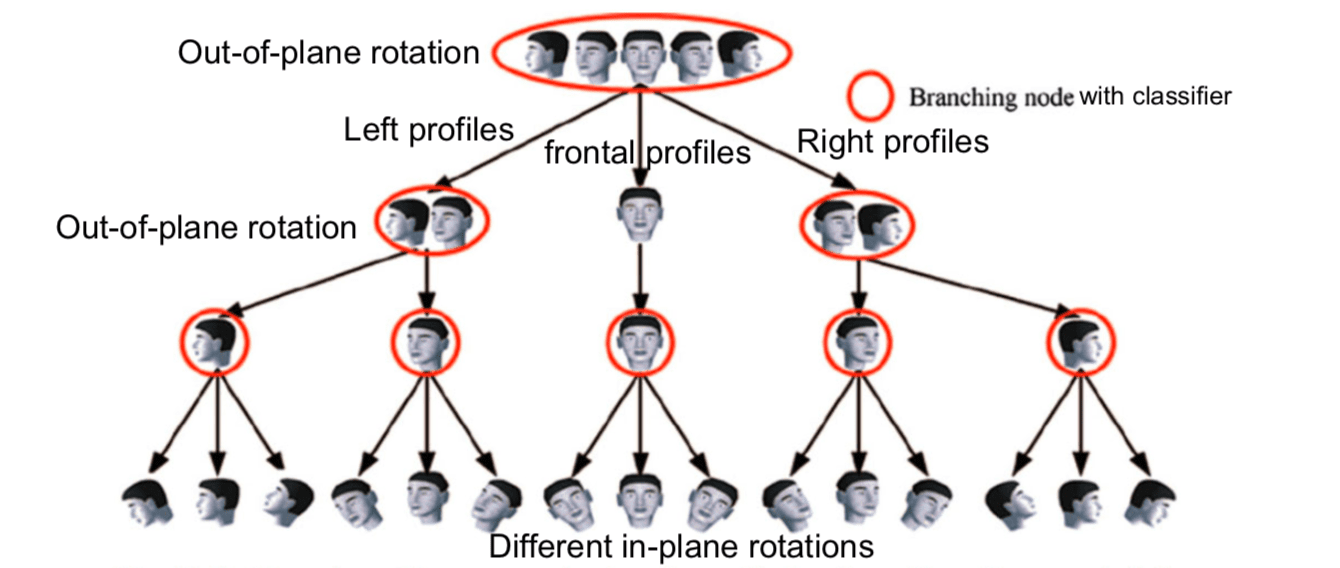 Out-of-plane rotation
Branching node with classifier
Left profiles
frontal profiles
Right profiles
Out-of-plane rotation
Different in-plane rotations